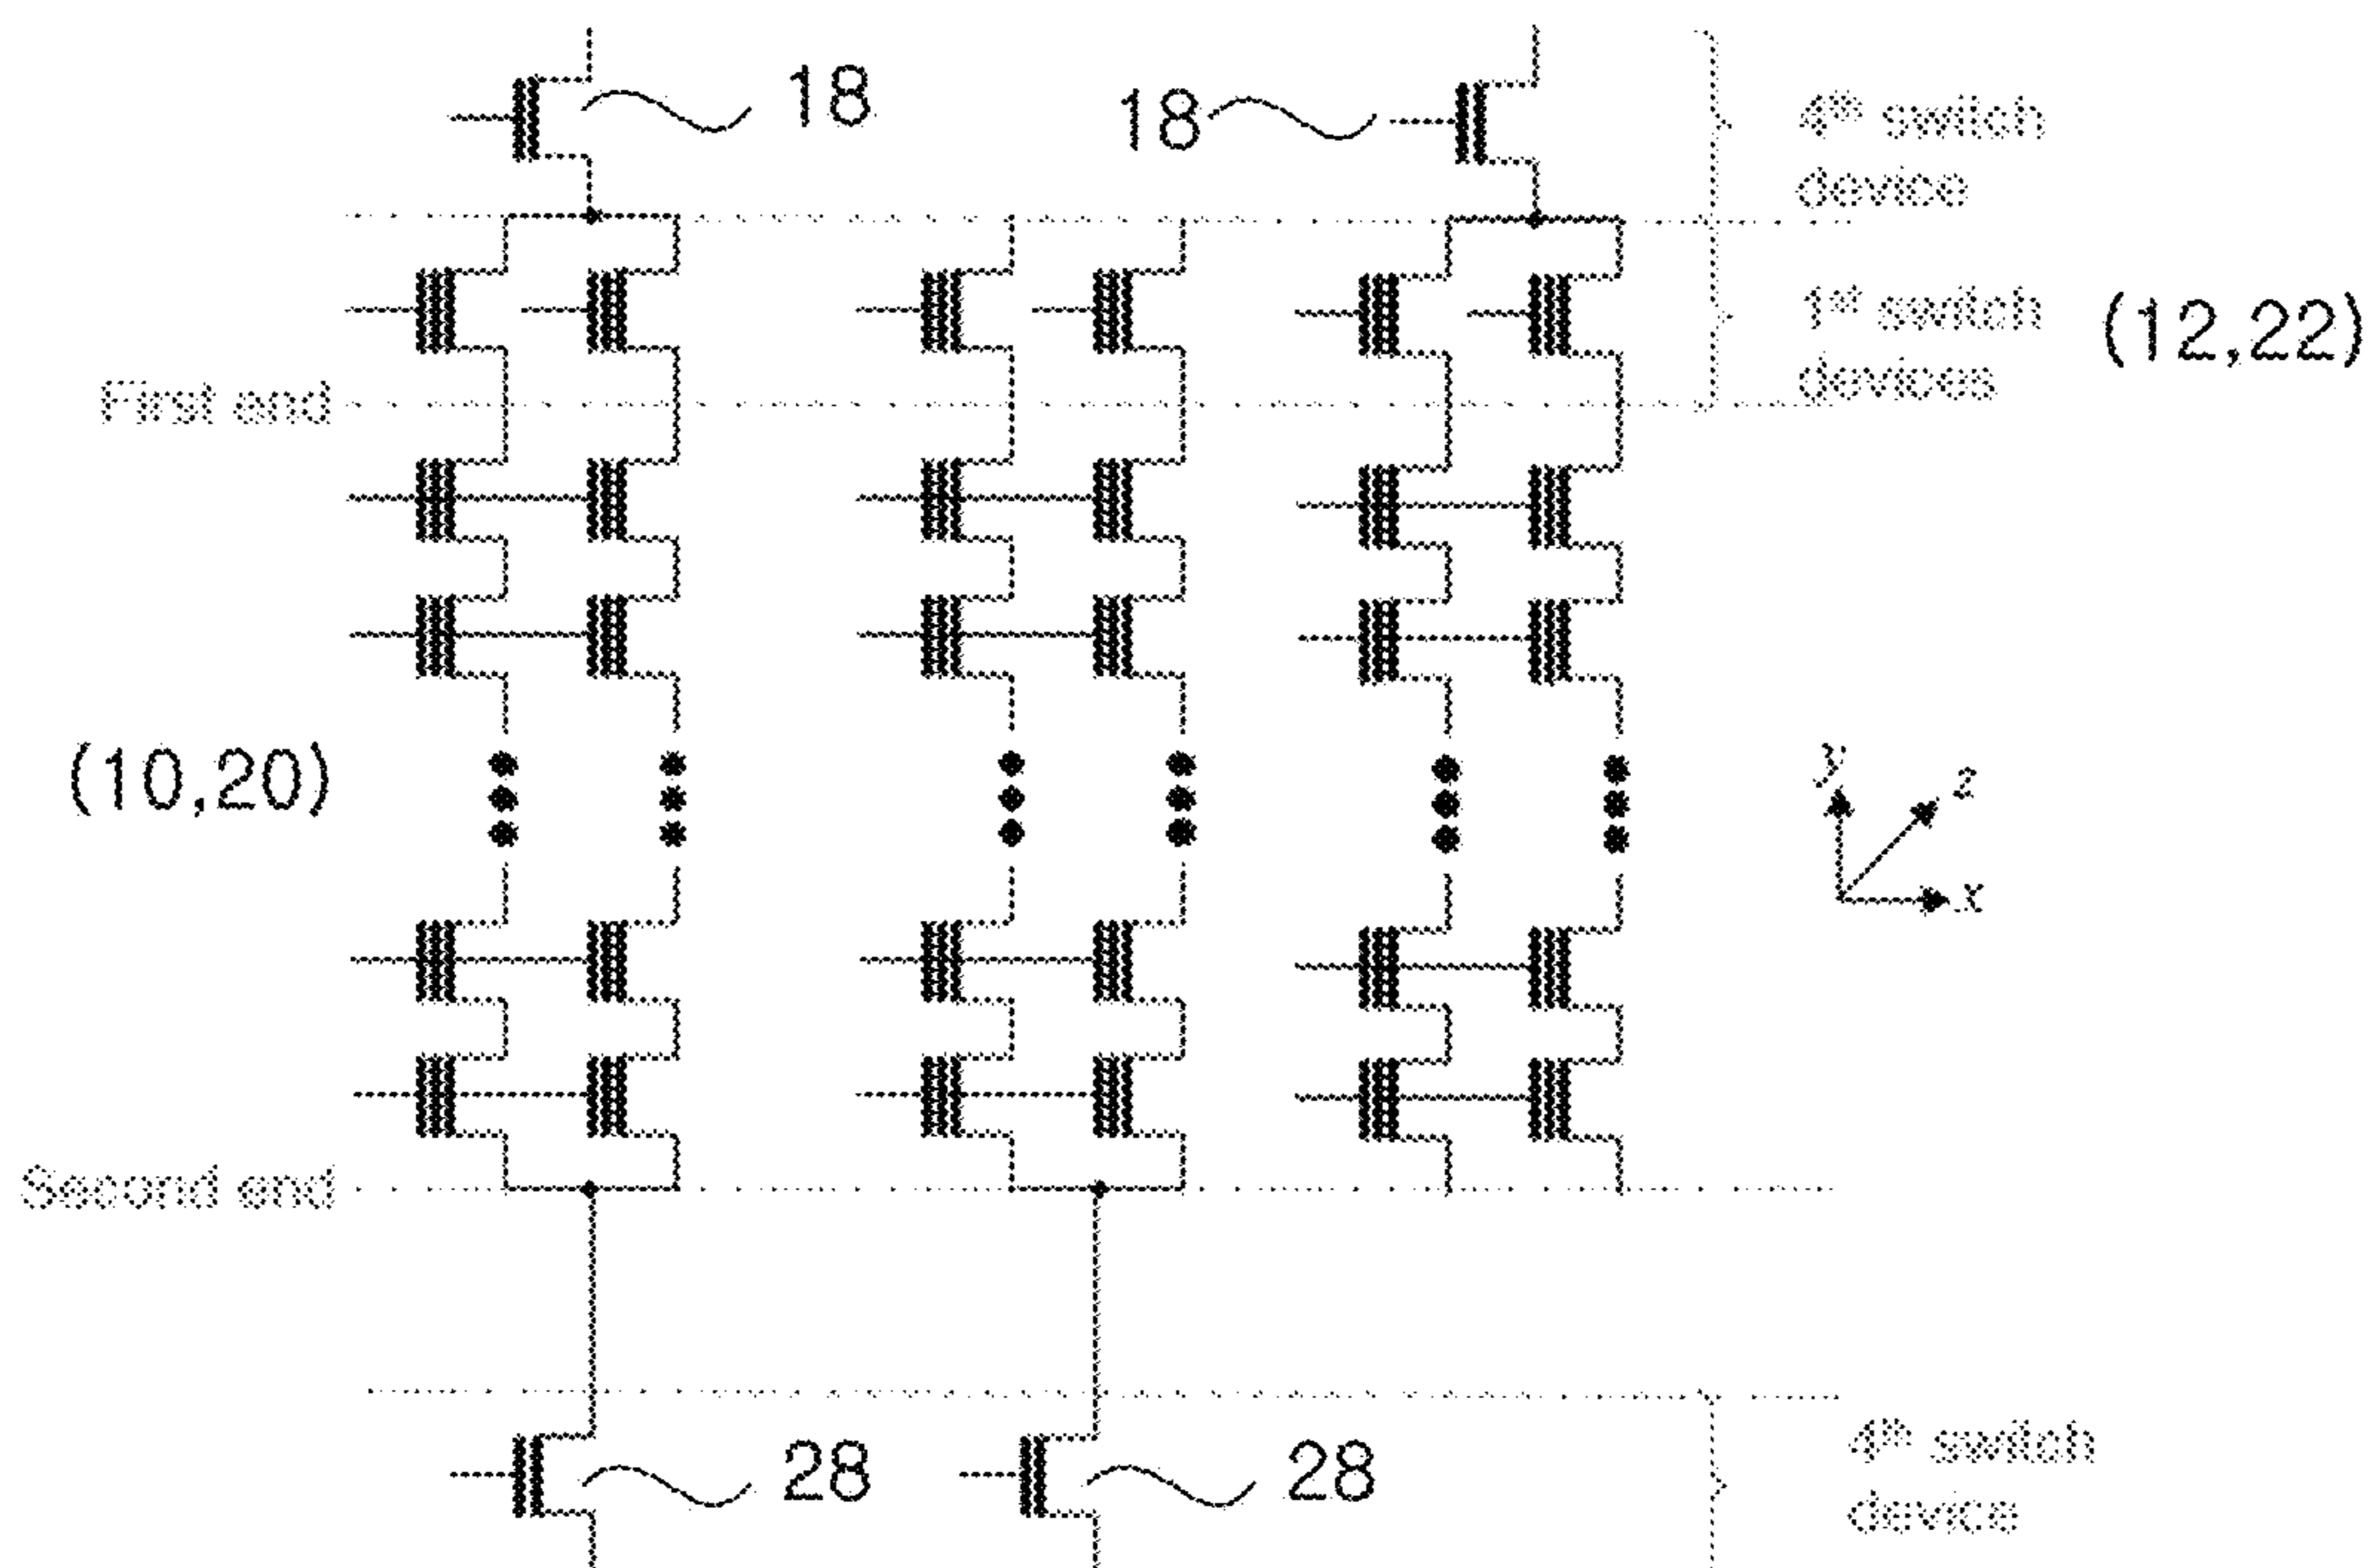 18
18
4th switch
device
1st switch
devices
(12,22)
First end
(10,20)
y
z
x
Second end
28
28
4th switch
device